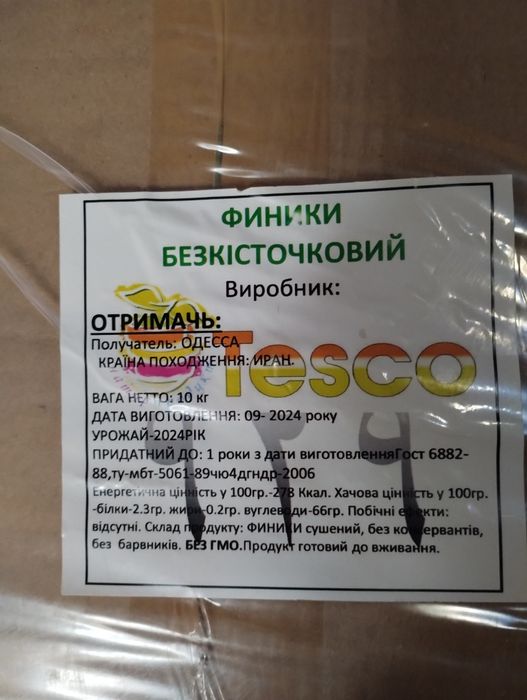 ФИНИКИ
БЕЗКІСТОЧКОВИЙ
Виробник:
ОТРИМАЧЬ:
Получатель: ОДЕССА
КРАЇНА ПОХОДЖЕННЯ: ИРАН.
Tesco
ВАГА НЕТТО: 10 кг
ДАТА ВИГОТОВЛЕННЯ: 09- 2024 року
УРОЖАЙ-2024РІК
ПРИДАТНИЙ ДО: 1 роки з дати виготовленняГост 6882-
88,ту-мбт-5061-89чю4дгндр-2006
Енергетична цінність у 100гр.-278 Ккал. Хачова цінність у 100гр.
-білки-2.3гр. жири-0.2гр. вуглеводи-66гр. Побічні ефекти:
відсутні. Склад продукту: ФИНИКИ сушений, без консервантів,
без барвників. БЕЗ ГМО.Продукт готовий до вживання.
۹۲۹